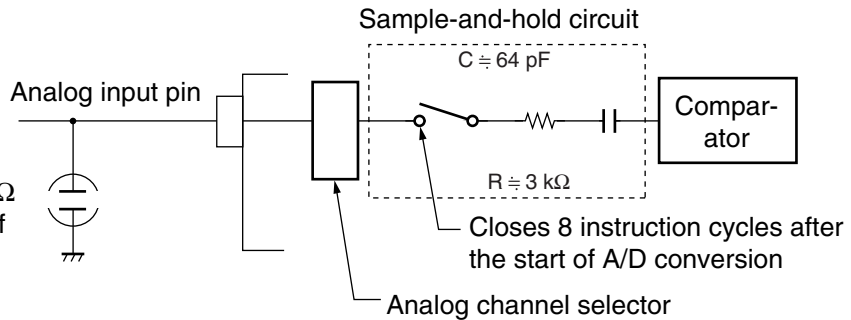 Sample-and-hold circuit
C ≒ 64 pF
Analog input pin
Compar-
ator
R ≒ 3 kΩ
Ω
f
Closes 8 instruction cycles after
the start of A/D conversion
Analog channel selector